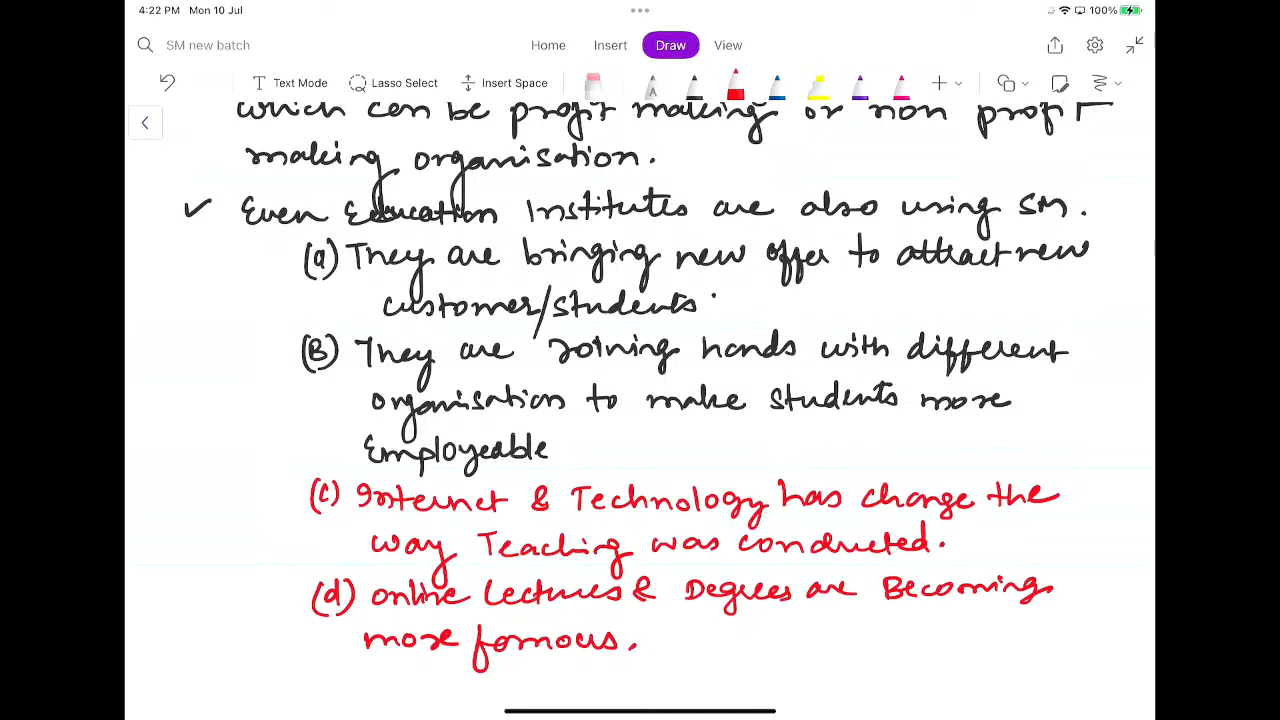 4:22 PM Mon 10 Jul 100%
SM new batch Home Insert Draw View
Text Mode Lasso Select Insert Space
which can be profit making or non profit
making organisation.
✓ Even Education Institutes are also using SM.
(a) They are bringing new offer to attract new
customer/students
(B) They are Joining hands with different
organisation to make students more
Employeable
(c) Internet & Technology has change the
way Teaching was conducted.
(d) online Lectures & Degrees are Becoming
more famous.